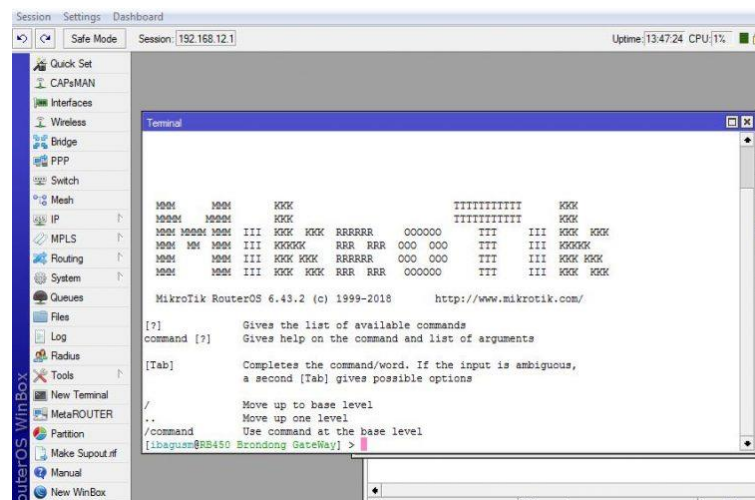 Session Settings Dashboard
Safe Mode Session: 192.168.12.1 Uptime: 13:47:24 CPU: 1%
Quick Set
CAPsMAN
Interfaces
Wireless
Bridge
PPP
Switch
Mesh
IP
MPLS
Routing
System
Queues
Files
Log
Radius
Tools
New Terminal
MetaROUTER
Partition
Make Supout.rif
Manual
New WinBox
uterOS WinBox
Terminal
MMM MMM KKK TTTTTTTTTTT KKK
MMMM MMMM KKK TTTTTTTTTTT KKK
MMM MMMM MMM III KKK KKK RRRRRR OOOOOO TTT III KKK KKK
MMM MM MMM III KKKKK RRR RRR OOO OOO TTT III KKKKK
MMM MMM III KKK KKK RRRRRR OOO OOO TTT III KKK KKK
MMM MMM III KKK KKK RRR RRR OOOOOO TTT III KKK KKK
MikroTik RouterOS 6.43.2 (c) 1999-2018 http://www.mikrotik.com/
[?] Gives the list of available commands
command [?] Gives help on the command and list of arguments
[Tab] Completes the command/word. If the input is ambiguous,
a second [Tab] gives possible options
/ Move up to base level
.. Move up one level
/command Use command at the base level
[ibagusm@RB450 Brondong GateWay] >